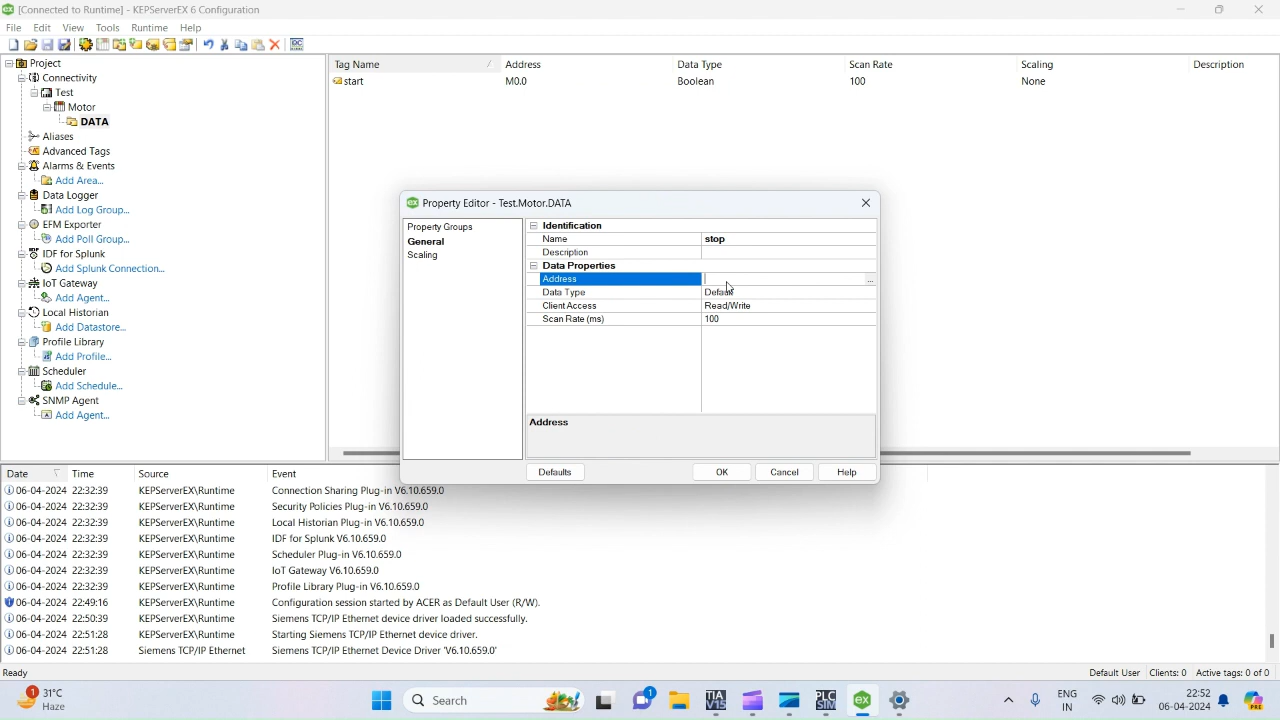 [Connected to Runtime] - KEPServerEX 6 Configuration
File Edit View Tools Runtime Help
Project
Connectivity
Test
Motor
DATA
Aliases
Advanced Tags
Alarms & Events
Add Area...
Data Logger
Add Log Group...
EFM Exporter
Add Poll Group...
IDF for Splunk
Add Splunk Connection...
IoT Gateway
Add Agent...
Local Historian
Add Datastore...
Profile Library
Add Profile...
Scheduler
Add Schedule...
SNMP Agent
Add Agent...
Tag Name Address Data Type Scan Rate Scaling Description
start M0.0 Boolean 100 None
Property Editor - Test.Motor.DATA
Property Groups
General
Scaling
Identification
Name stop
Description
Data Properties
Address ...
Data Type Default
Client Access Read/Write
Scan Rate (ms) 100
Address
Defaults OK Cancel Help
Date Time Source Event
06-04-2024 22:32:39 KEPServerEX\Runtime Connection Sharing Plug-in V6.10.659.0
06-04-2024 22:32:39 KEPServerEX\Runtime Security Policies Plug-in V6.10.659.0
06-04-2024 22:32:39 KEPServerEX\Runtime Local Historian Plug-in V6.10.659.0
06-04-2024 22:32:39 KEPServerEX\Runtime IDF for Splunk V6.10.659.0
06-04-2024 22:32:39 KEPServerEX\Runtime Scheduler Plug-in V6.10.659.0
06-04-2024 22:32:39 KEPServerEX\Runtime IoT Gateway V6.10.659.0
06-04-2024 22:32:39 KEPServerEX\Runtime Profile Library Plug-in V6.10.659.0
06-04-2024 22:49:16 KEPServerEX\Runtime Configuration session started by ACER as Default User (R/W).
06-04-2024 22:50:39 KEPServerEX\Runtime Siemens TCP/IP Ethernet device driver loaded successfully.
06-04-2024 22:51:28 KEPServerEX\Runtime Starting Siemens TCP/IP Ethernet device driver.
06-04-2024 22:51:28 Siemens TCP/IP Ethernet Siemens TCP/IP Ethernet Device Driver 'V6.10.659.0'
Ready Default User Clients: 0 Active tags: 0 of 0
1 31°C
Haze
Search
1
TIA V15
PLC SIM
ex
ENG
IN
22:52
06-04-2024
PRE